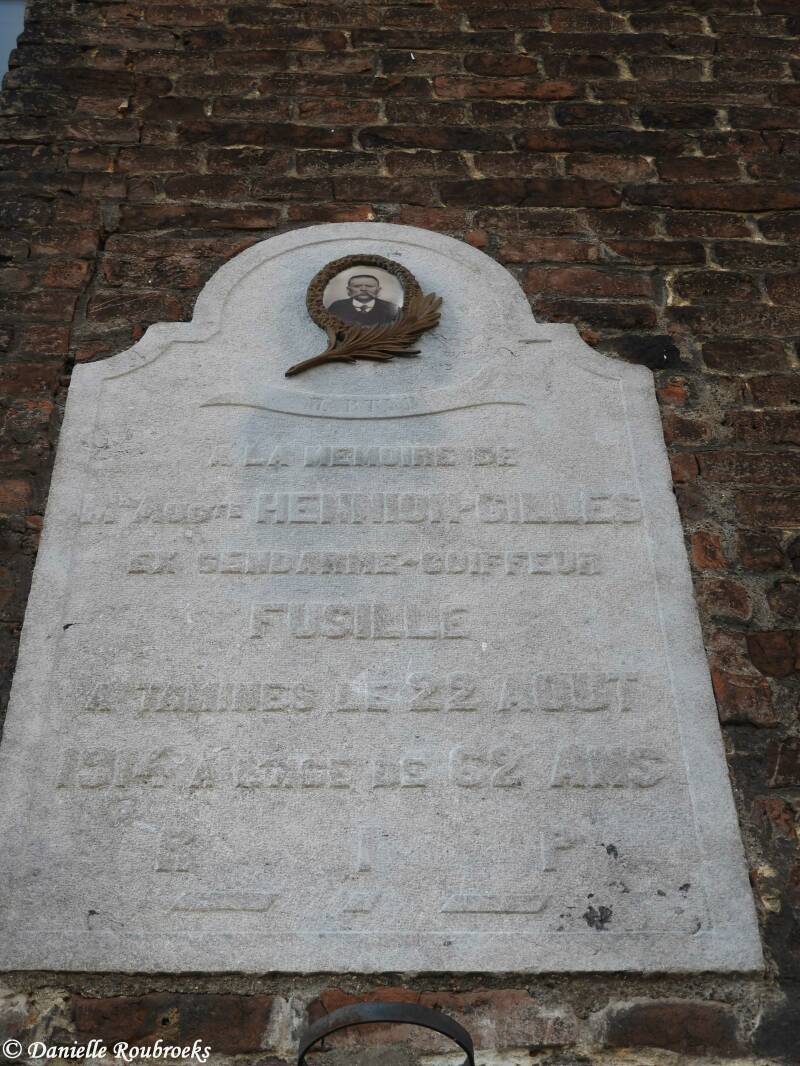 A LA MEMOIRE DE
Mr AUGte HENNION-GILLES
EX GENDARME-COIFFEUR
FUSILLE
A TAMINES LE 22 AOUT
1914 A L'AGE DE 62 ANS
R I P
© Danielle Roubroeks